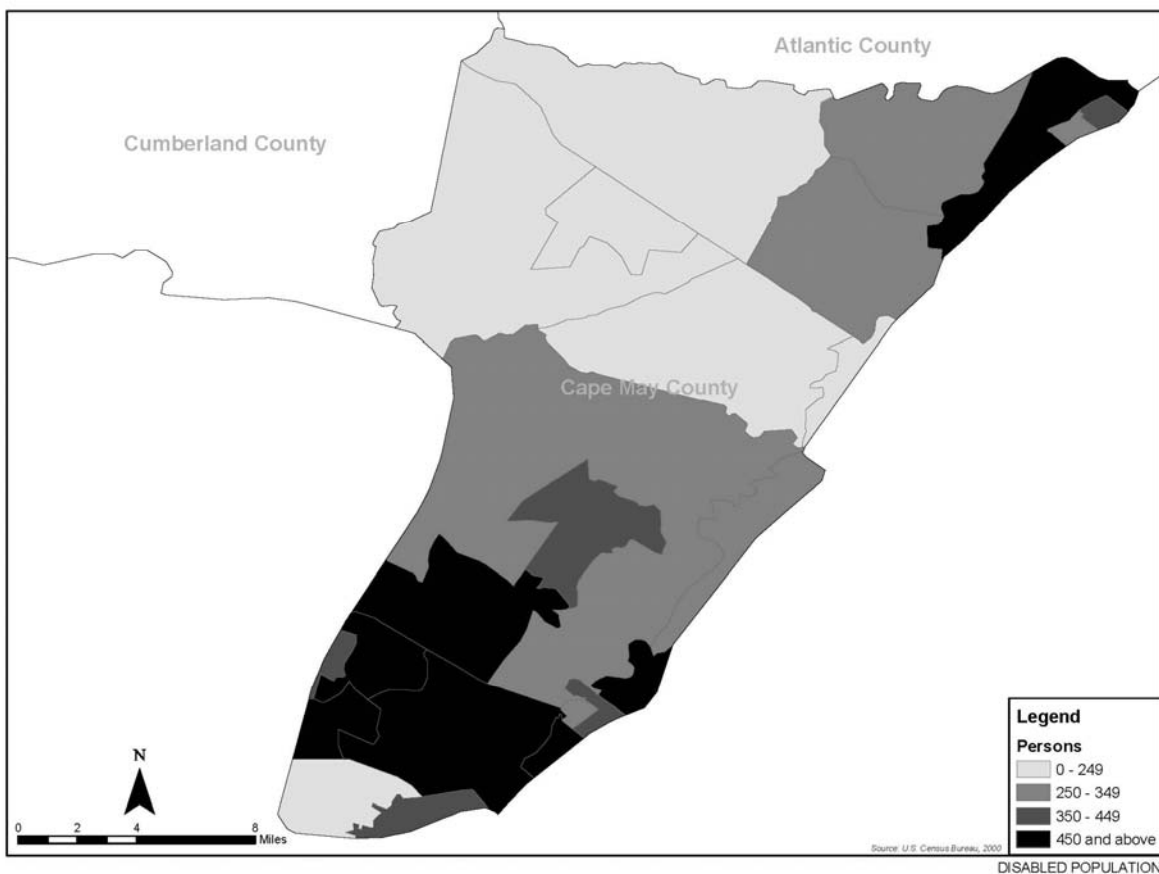 Atlantic County
Cumberland County
Cape May County
N
0 2 4 8
Miles
Legend
Persons
0 - 249
250 - 349
350 - 449
450 and above
Source: U.S. Census Bureau, 2000
DISABLED POPULATION